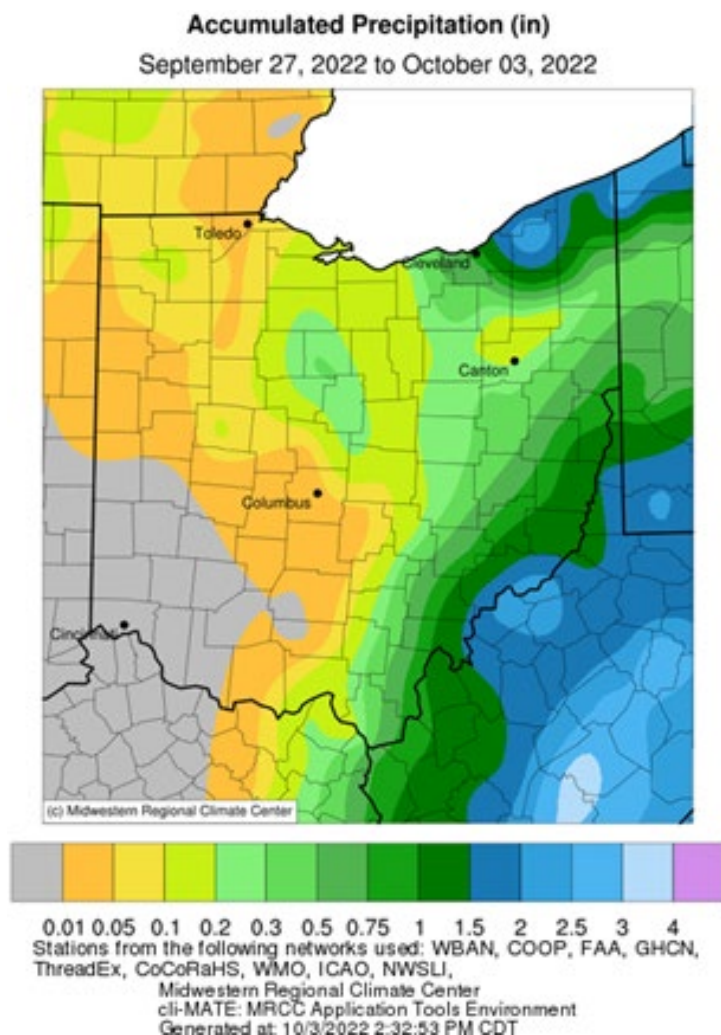 Accumulated Precipitation (in)
September 27, 2022 to October 03, 2022
Toledo
Cleveland
Canton
Columbus
Cincinnati
(c) Midwestern Regional Climate Center
0.01 0.05 0.1 0.2 0.3 0.5 0.75 1 1.5 2 2.5 3 4
Stations from the following networks used: WBAN, COOP, FAA, GHCN,
ThreadEx, CoCoRaHS, WMO, ICAO, NWSLI,
Midwestern Regional Climate Center
cli-MATE: MRCC Application Tools Environment
Generated at: 10/3/2022 2:32:53 PM CDT